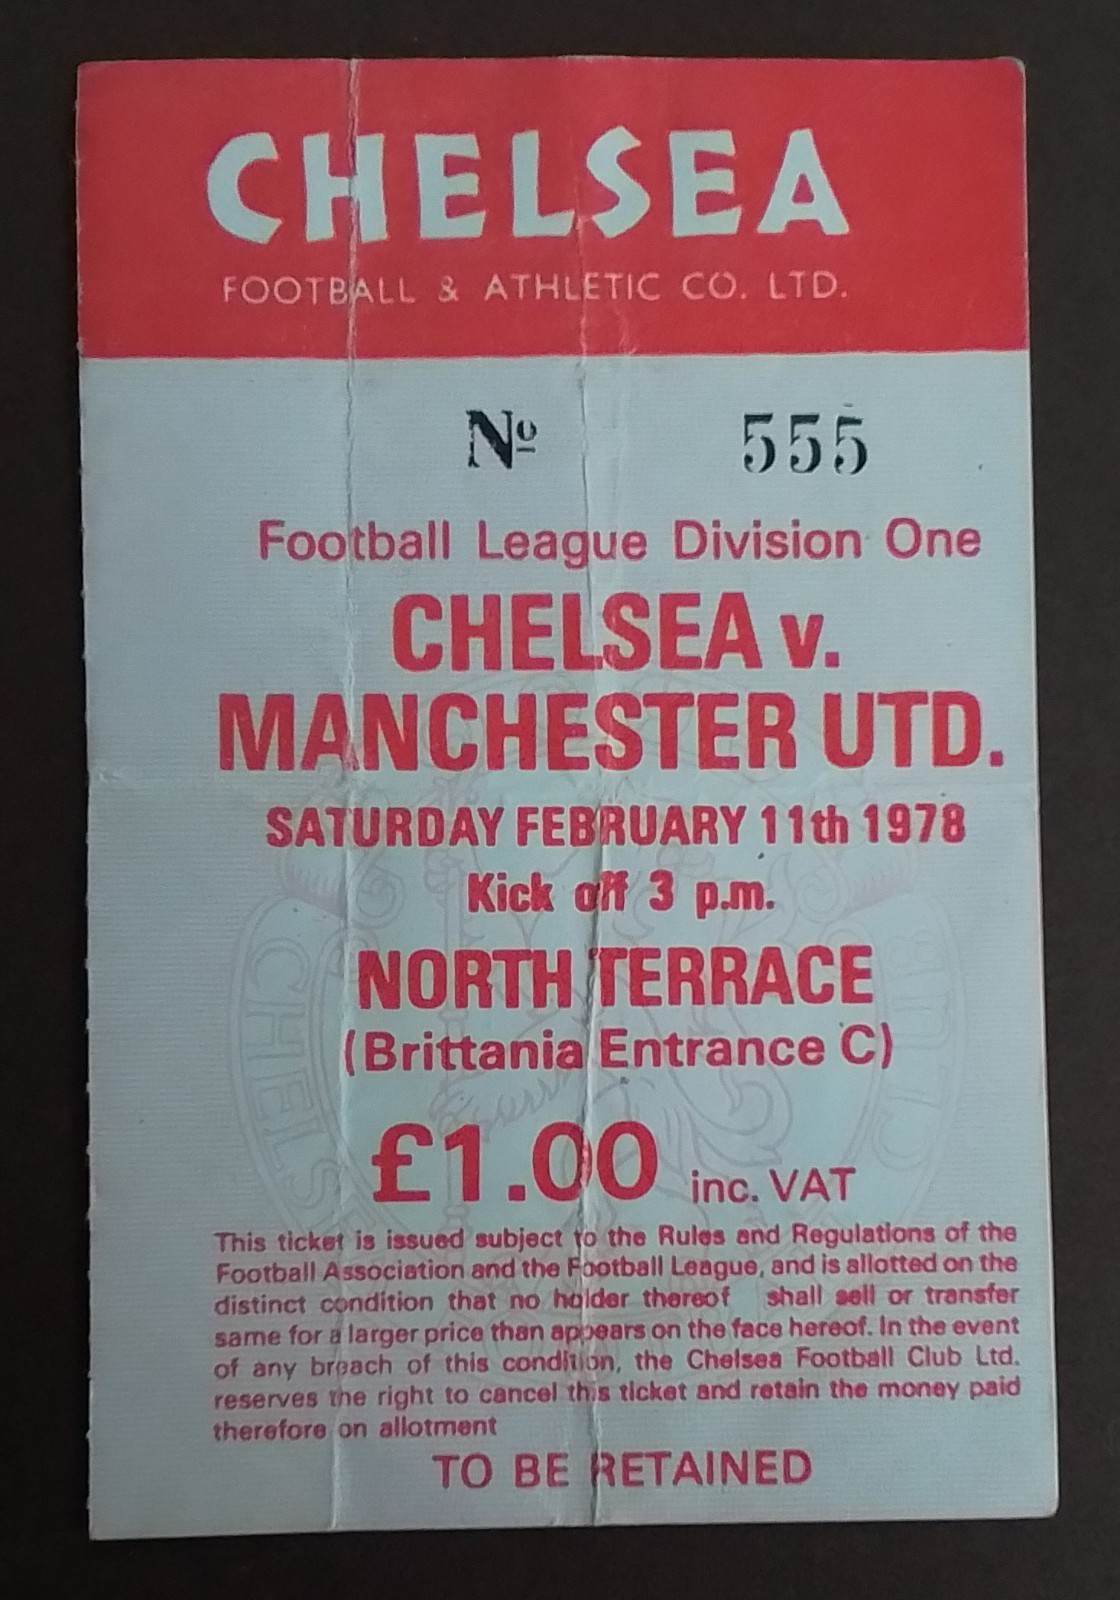 CHELSEA
FOOTBALL & ATHLETIC CO. LTD.
Nº 555
Football League Division One
CHELSEA v.
MANCHESTER UTD.
SATURDAY FEBRUARY 11th 1978
Kick off 3 p.m.
NORTH TERRACE
(Brittania Entrance C)
£1.00 inc. VAT
This ticket is issued subject to the Rules and Regulations of the
Football Association and the Football League, and is allotted on the
distinct condition that no holder thereof shall sell or transfer
same for a larger price than appears on the face hereof. In the event
of any breach of this condition, the Chelsea Football Club Ltd.
reserves the right to cancel this ticket and retain the money paid
therefore on allotment
TO BE RETAINED
CHELSEA
CLUB